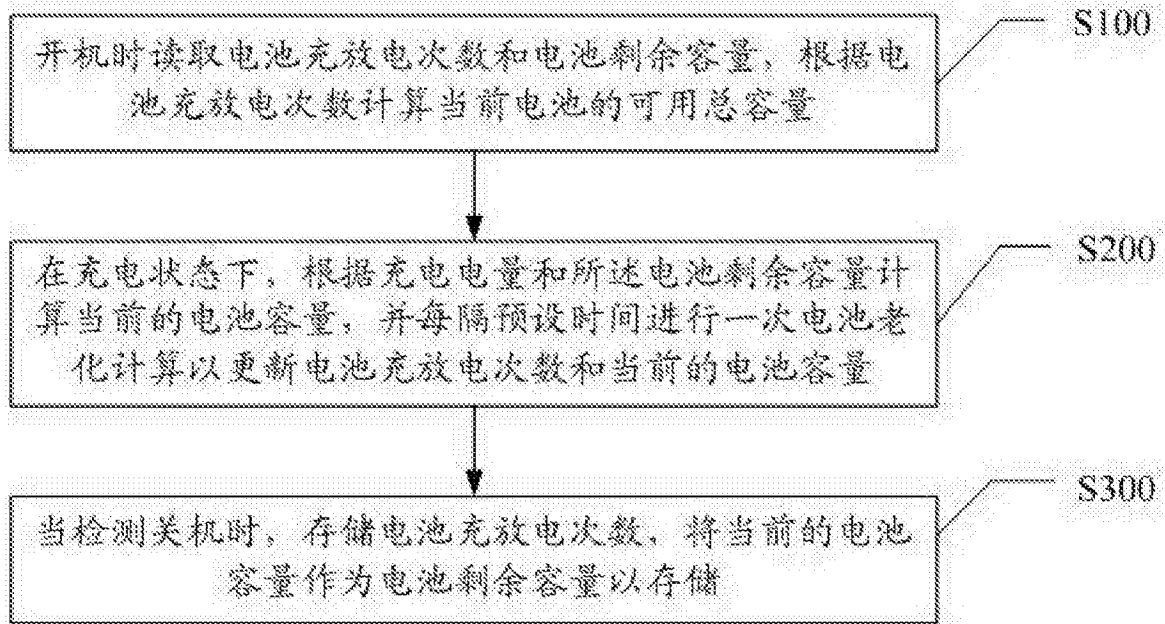 S100
开机时读取电池充放电次数和电池剩余容量，根据电
池充放电次数计算当前电池的可用总容量
S200
在充电状态下，根据充电电量和所述电池剩余容量计
算当前的电池容量，并每隔预设时间进行一次电池老
化计算以更新电池充放电次数和当前的电池容量
S300
当检测关机时，存储电池充放电次数，将当前的电池
容量作为电池剩余容量以存储